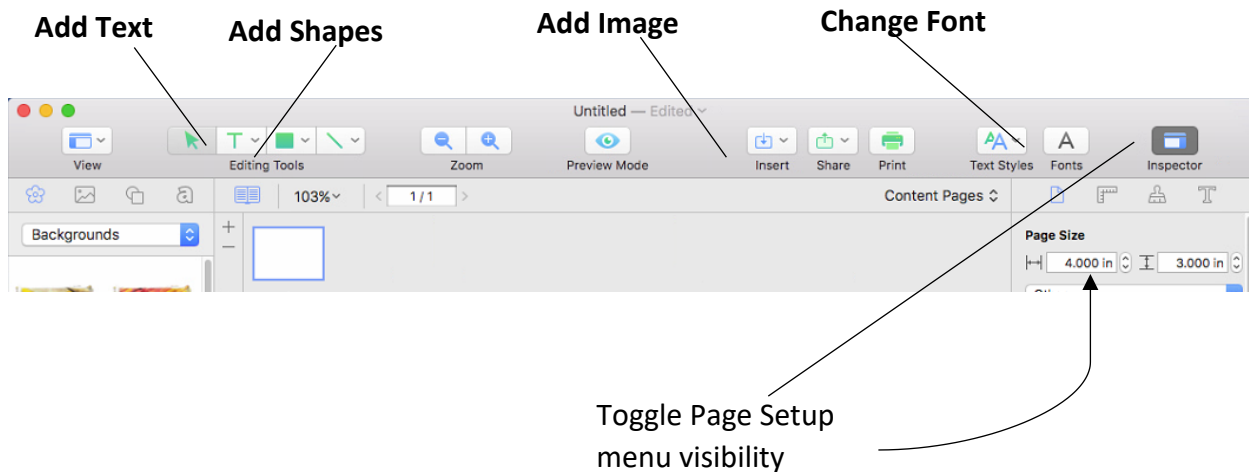 Add Text
Add Shapes
Add Image
Change Font
Untitled — Edited
View
Editing Tools
Zoom
Preview Mode
Insert
Share
Print
Text Styles
Fonts
Inspector
103%
1 / 1
Content Pages
Backgrounds
Page Size
4.000 in
3.000 in
Toggle Page Setup
menu visibility